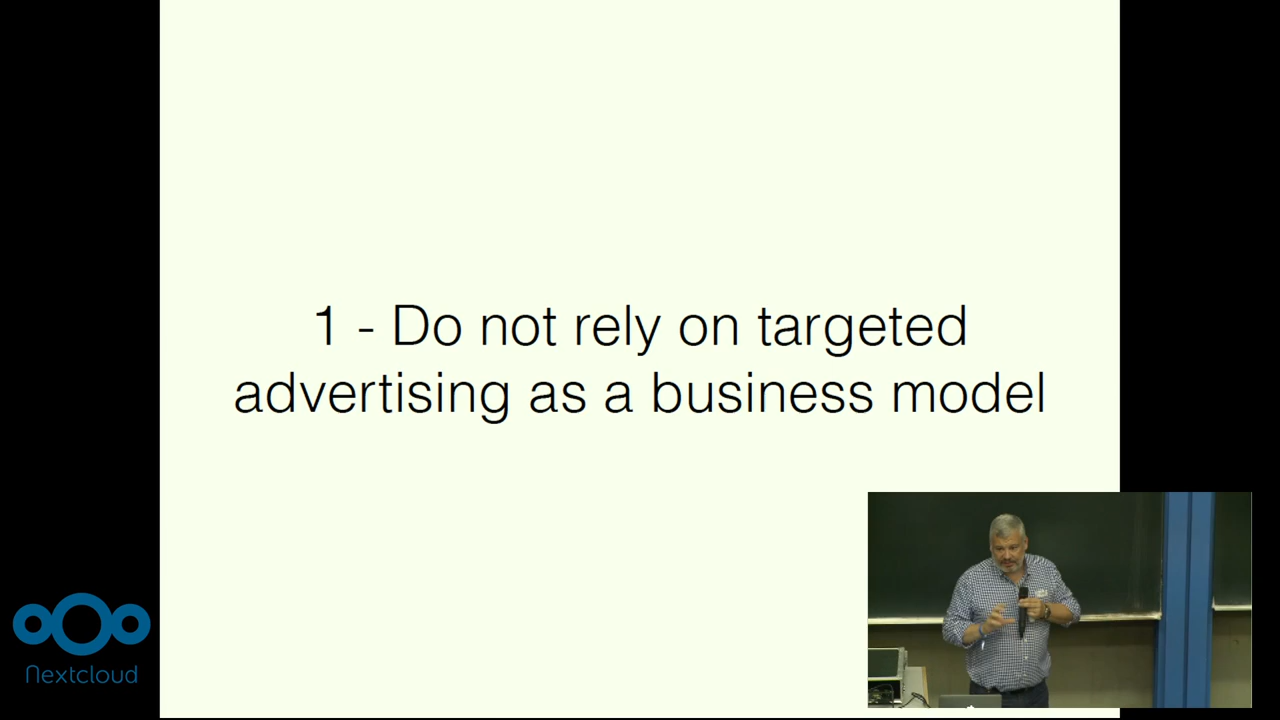 1 - Do not rely on targeted
advertising as a business model
Nextcloud